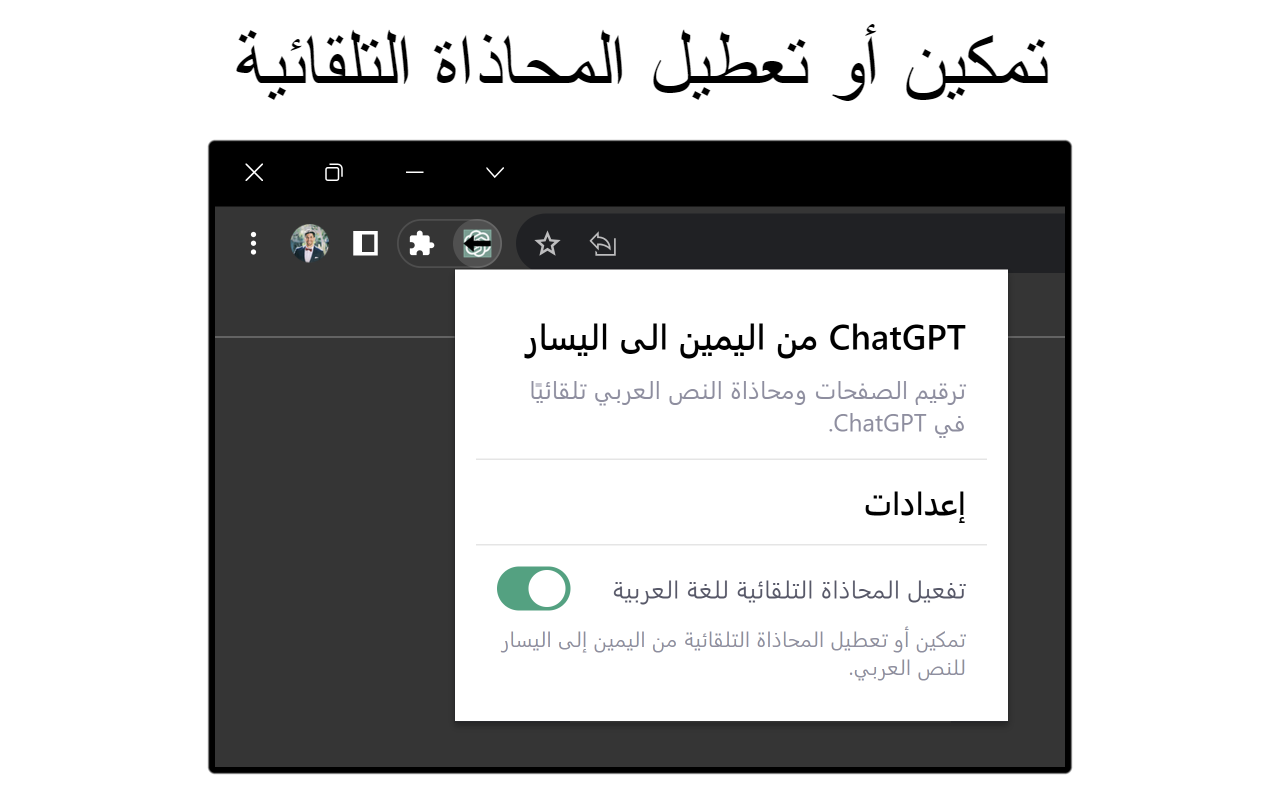 تمكين أو تعطيل المحاذاة التلقائية
ChatGPT من اليمين الى اليسار
ترقيم الصفحات ومحاذاة النص العربي تلقائيًا
في ChatGPT.
إعدادات
تفعيل المحاذاة التلقائية للغة العربية
تمكين أو تعطيل المحاذاة التلقائية من اليمين إلى اليسار
للنص العربي.